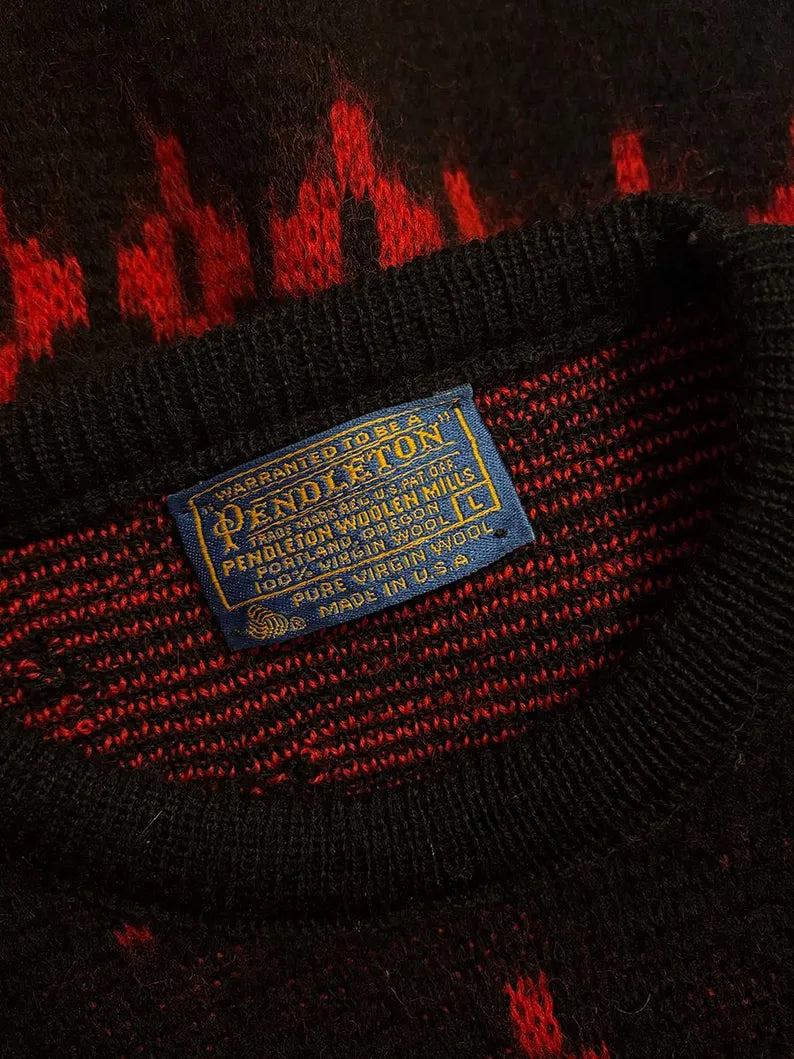 "WARRANTED TO BE A
PENDLETON"
TRADE MARK REG. U.S. PAT. OFF.
PENDLETON WOOLEN MILLS
PORTLAND, OREGON
100% VIRGIN WOOL
L
PURE VIRGIN WOOL
MADE IN U.S.A